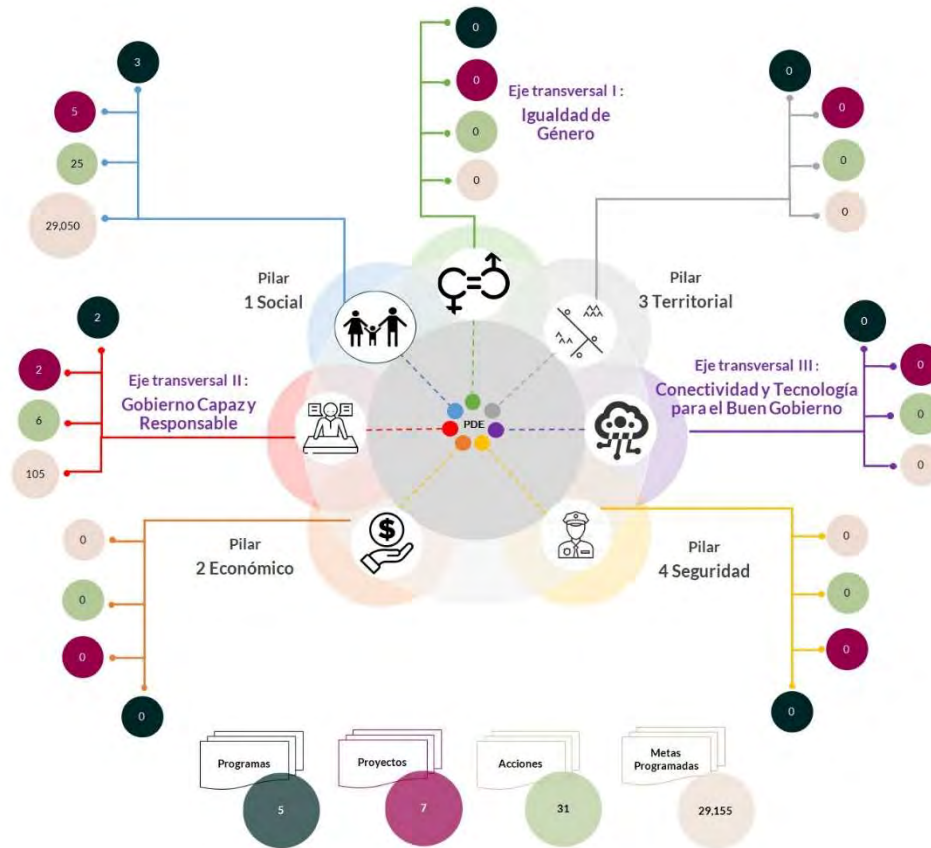 3
5
25
29,050
Pilar
1 Social
0
0
0
0
Eje transversal I :
Igualdad de
Género
0
0
0
0
Pilar
3 Territorial
2
2
6
105
Eje transversal II :
Gobierno Capaz y
Responsable
PDE
0
0
0
0
Eje transversal III :
Conectividad y Tecnología
para el Buen Gobierno
0
0
0
0
Pilar
2 Económico
$
Pilar
4 Seguridad
0
0
0
0
Programas
5
Proyectos
7
Acciones
31
Metas
Programadas
29,155